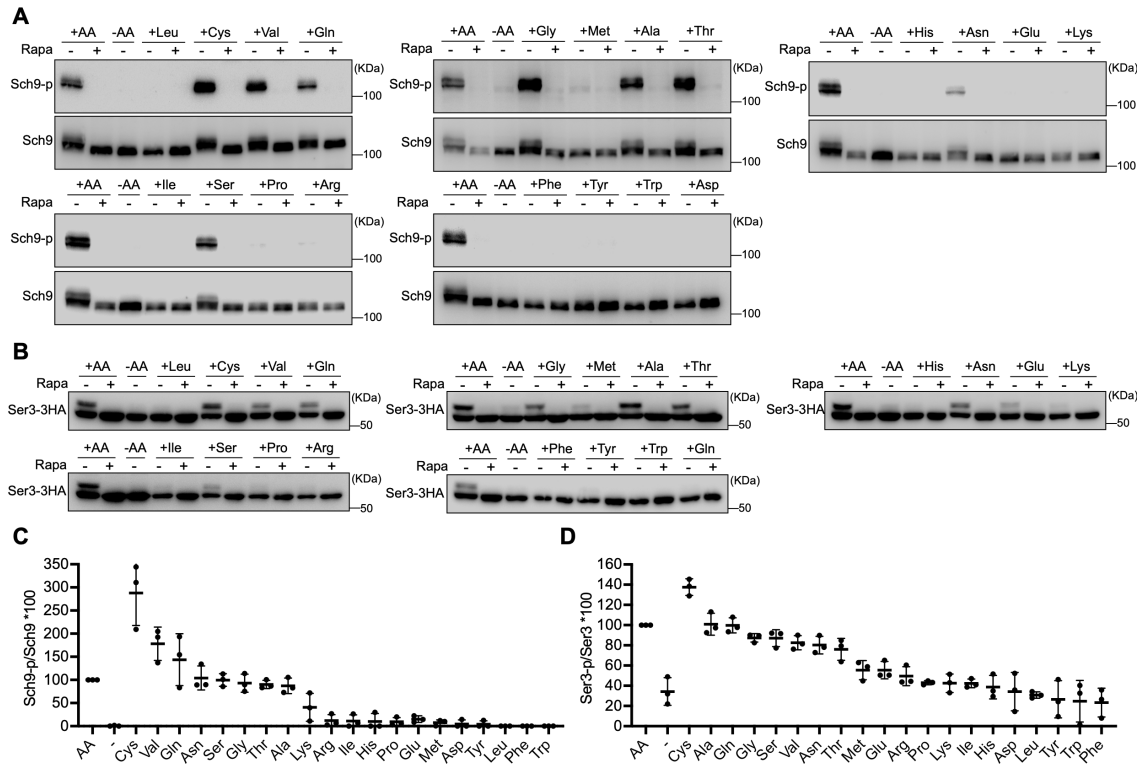 A
+AA -AA +Leu +Cys +Val +Gln
Rapa - + - - + - + - + - +
(KDa)
Sch9-p
100
Sch9
100
+AA -AA +Gly +Met +Ala +Thr
Rapa - + - - + - + - + - +
(KDa)
Sch9-p
100
Sch9
100
+AA -AA +His +Asn +Glu +Lys
Rapa - + - - + - + - + - +
(KDa)
Sch9-p
100
Sch9
100
+AA -AA +Ile +Ser +Pro +Arg
Rapa - + - - + - + - + - +
(KDa)
Sch9-p
100
Sch9
100
+AA -AA +Phe +Tyr +Trp +Asp
Rapa - + - - + - + - + - +
(KDa)
Sch9-p
100
Sch9
100
B
+AA -AA +Leu +Cys +Val +Gln
Rapa - + - - + - + - + - +
(KDa)
Ser3-3HA
50
+AA -AA +Gly +Met +Ala +Thr
Rapa - + - - + - + - + - +
(KDa)
Ser3-3HA
50
+AA -AA +His +Asn +Glu +Lys
Rapa - + - - + - + - + - +
(KDa)
Ser3-3HA
50
+AA -AA +Ile +Ser +Pro +Arg
Rapa - + - - + - + - + - +
(KDa)
Ser3-3HA
50
+AA -AA +Phe +Tyr +Trp +Gln
Rapa - + - - + - + - + - +
(KDa)
Ser3-3HA
50
C
Sch9-p/Sch9 *100
350
300
250
200
150
100
50
0
AA - Cys Val Gln Asn Ser Gly Thr Ala Lys Arg Ile His Pro Glu Met Asp Tyr Leu Phe Trp
D
Ser3-p/Ser3 *100
160
140
120
100
80
60
40
20
0
AA - Cys Ala Gln Gly Ser Val Asn Thr Met Glu Arg Pro Lys Ile His Asp Leu Tyr Trp Phe